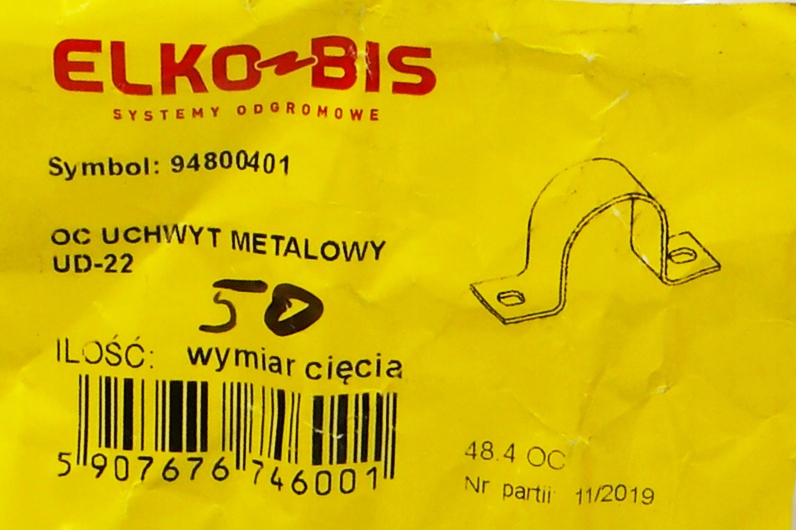 ELKO BIS
SYSTEMY ODGROMOWE
Symbol: 94800401
OC UCHWYT METALOWY
UD-22
50
ILOŚĆ: wymiar cięcia
5 907676 746001
48.4 OC
Nr partii 11/2019